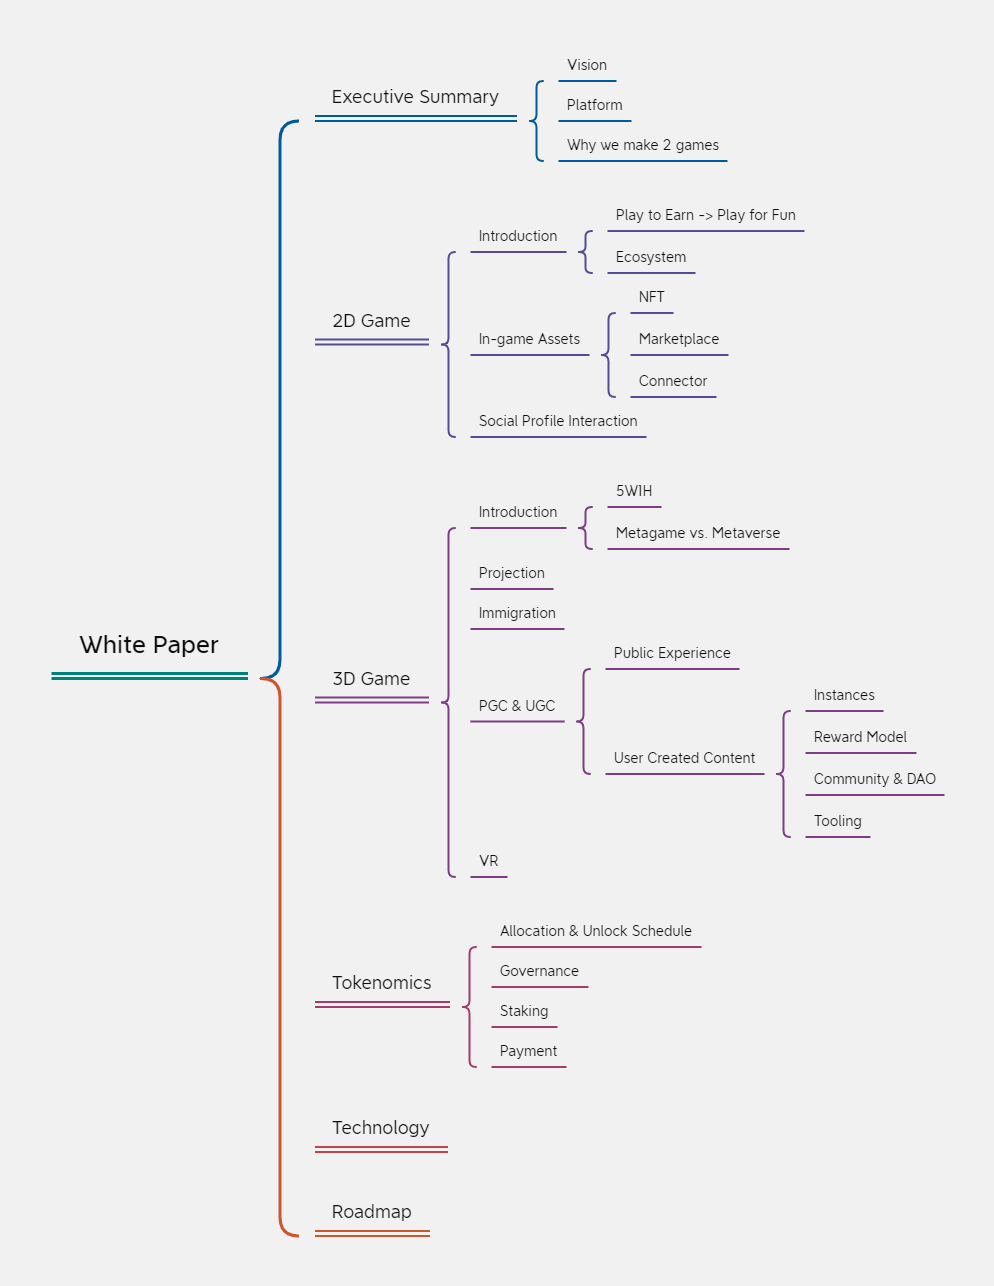 White Paper
Executive Summary
Vision
Platform
Why we make 2 games
2D Game
Introduction
Play to Earn -> Play for Fun
Ecosystem
In-game Assets
NFT
Marketplace
Connector
Social Profile Interaction
3D Game
Introduction
5W1H
Metagame vs. Metaverse
Projection
Immigration
PGC & UGC
Public Experience
User Created Content
Instances
Reward Model
Community & DAO
Tooling
VR
Tokenomics
Allocation & Unlock Schedule
Governance
Staking
Payment
Technology
Roadmap